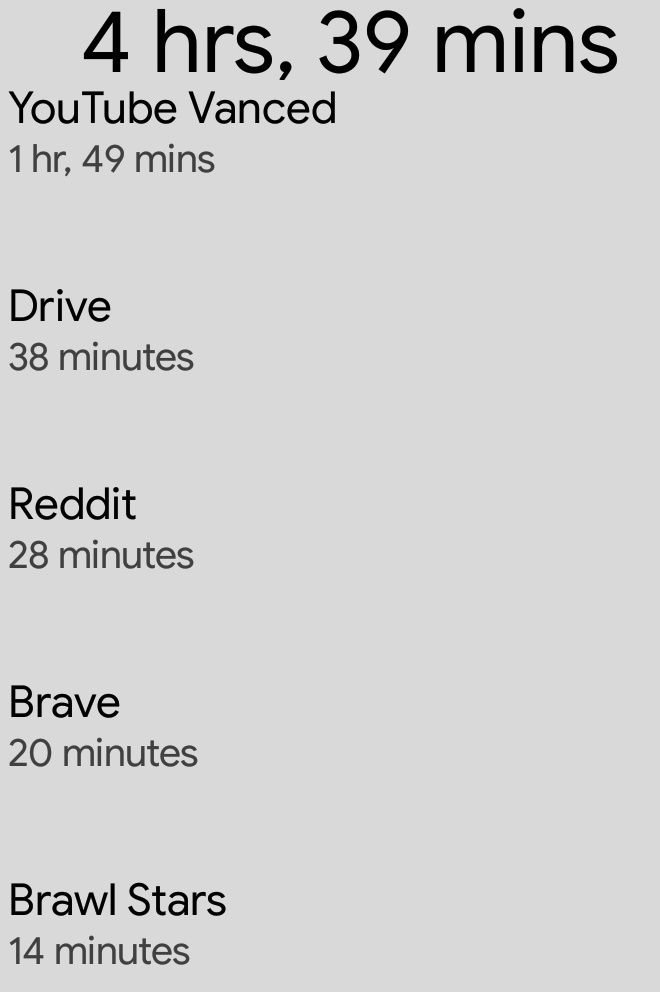 4 hrs, 39 mins
YouTube Vanced
1 hr, 49 mins
Drive
38 minutes
Reddit
28 minutes
Brave
20 minutes
Brawl Stars
14 minutes